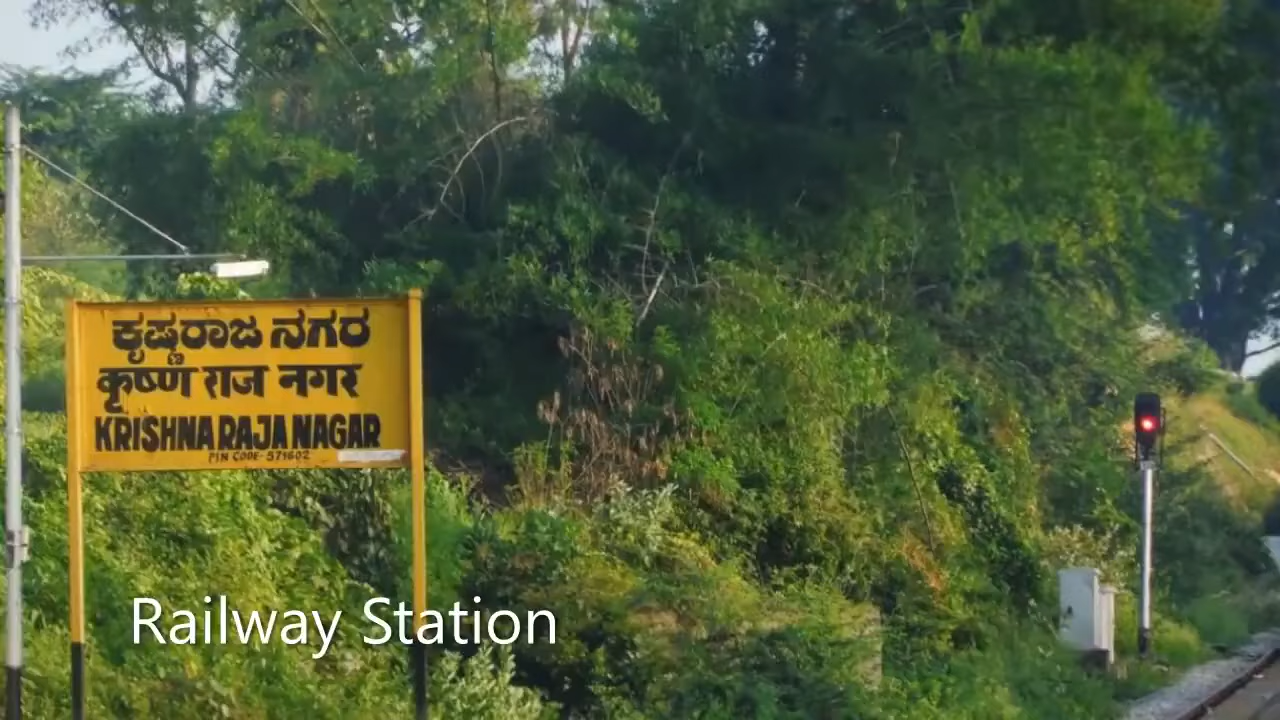 ಕೃಷ್ಣರಾಜ ನಗರ
कृष्ण राज नगर
KRISHNA RAJA NAGAR
PIN CODE-571602
Railway Station